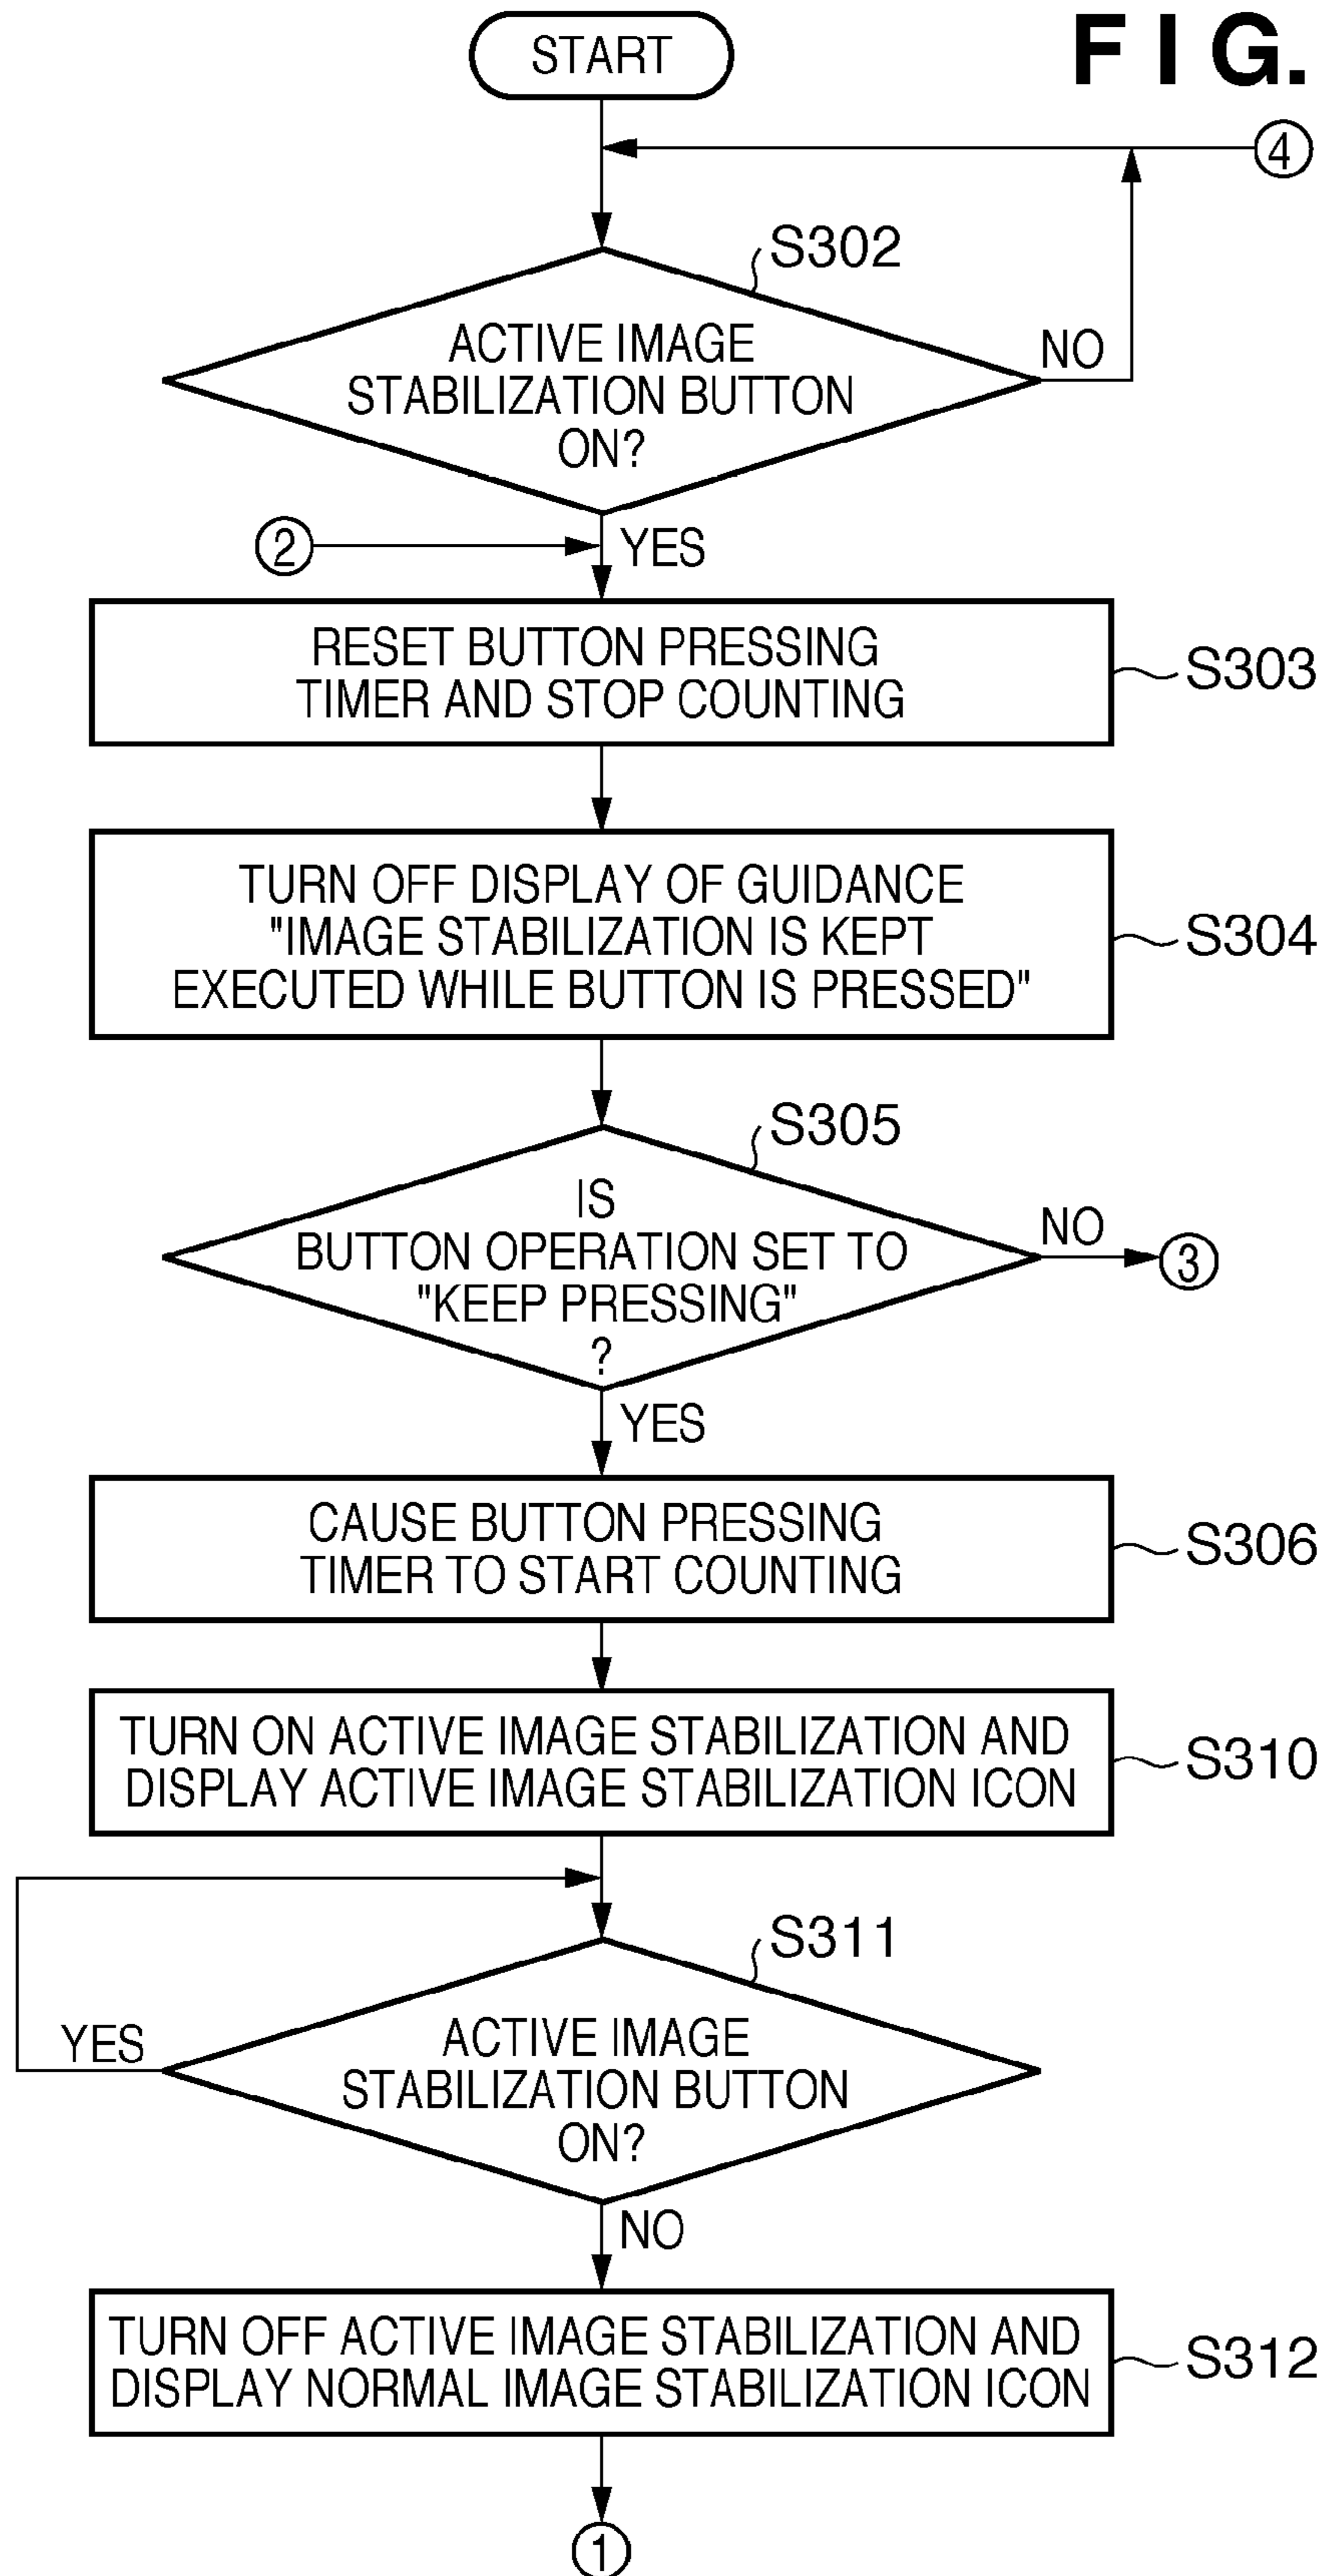 START
FIG.
4
S302
ACTIVE IMAGE
STABILIZATION BUTTON
ON?
NO
2
YES
RESET BUTTON PRESSING
TIMER AND STOP COUNTING
S303
TURN OFF DISPLAY OF GUIDANCE
"IMAGE STABILIZATION IS KEPT
EXECUTED WHILE BUTTON IS PRESSED"
S304
S305
IS
BUTTON OPERATION SET TO
"KEEP PRESSING"
?
NO
3
YES
CAUSE BUTTON PRESSING
TIMER TO START COUNTING
S306
TURN ON ACTIVE IMAGE STABILIZATION AND
DISPLAY ACTIVE IMAGE STABILIZATION ICON
S310
S311
YES
ACTIVE IMAGE
STABILIZATION BUTTON
ON?
NO
TURN OFF ACTIVE IMAGE STABILIZATION AND
DISPLAY NORMAL IMAGE STABILIZATION ICON
S312
1